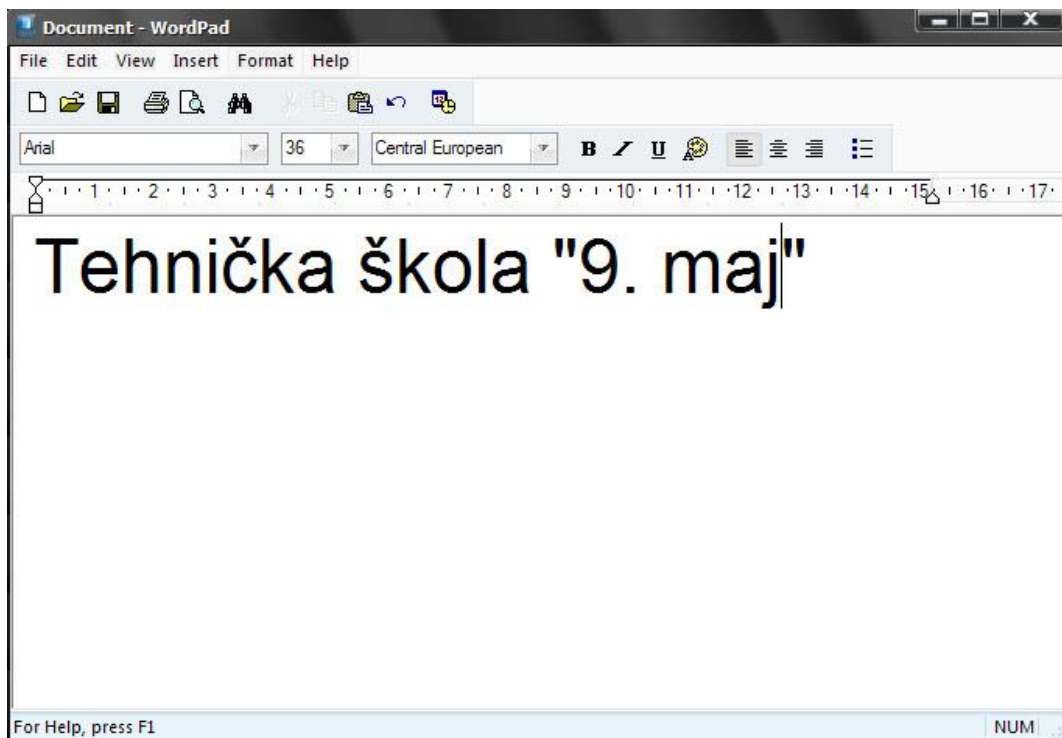 Document - WordPad
File Edit View Insert Format Help
Arial 36 Central European B I U A
1 2 3 4 5 6 7 8 9 10 11 12 13 14 15 16 17
Tehnička škola "9. maj"
For Help, press F1 NUM